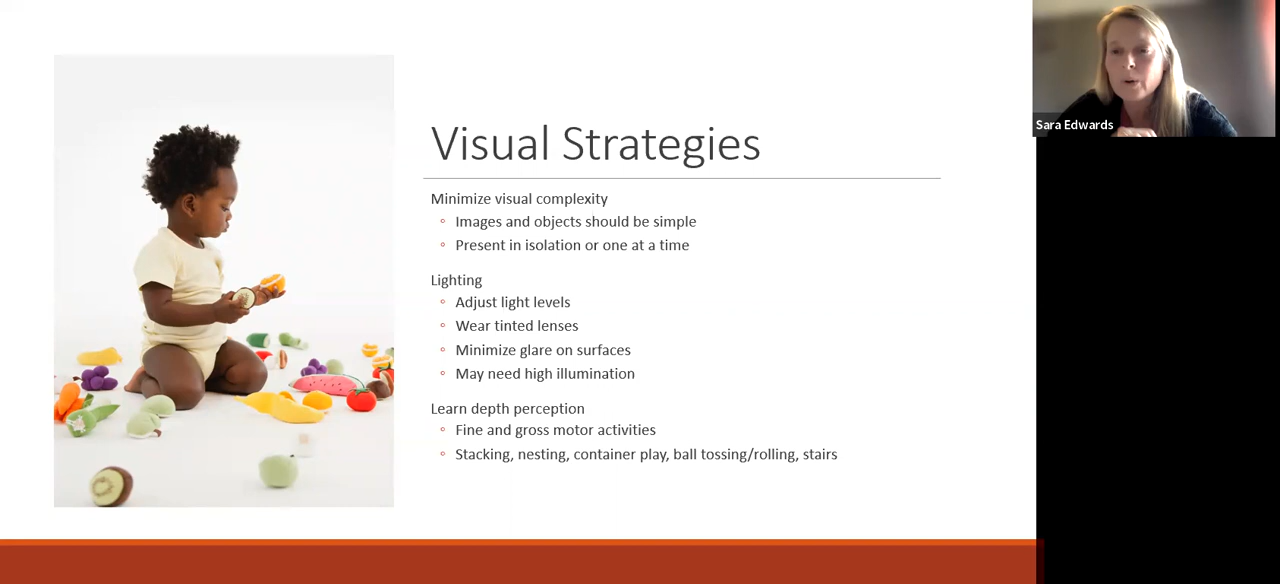 Visual Strategies
Minimize visual complexity
Images and objects should be simple
Present in isolation or one at a time
Lighting
Adjust light levels
Wear tinted lenses
Minimize glare on surfaces
May need high illumination
Learn depth perception
Fine and gross motor activities
Stacking, nesting, container play, ball tossing/rolling, stairs
Sara Edwards